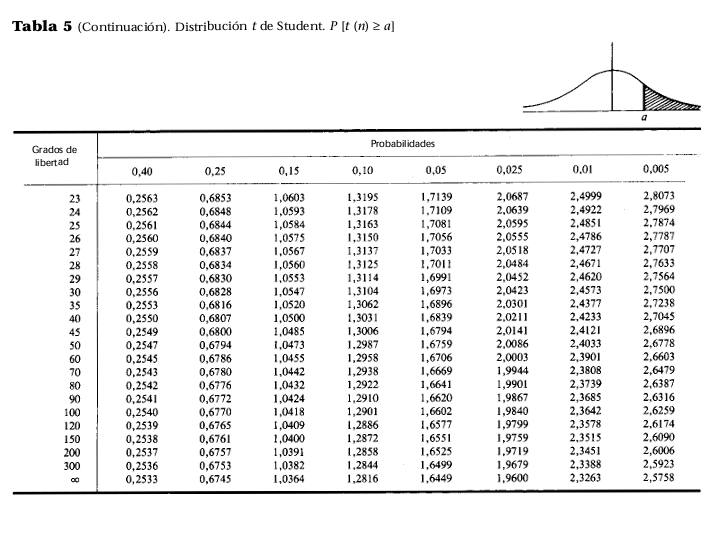 Tabla 5 (Continuación). Distribución t de Student. P [t (n) ≥ a]
a
Grados de libertad
Probabilidades
0,40 0,25 0,15 0,10 0,05 0,025 0,01 0,005
23 0,2563 0,6853 1,0603 1,3195 1,7139 2,0687 2,4999 2,8073
24 0,2562 0,6848 1,0593 1,3178 1,7109 2,0639 2,4922 2,7969
25 0,2561 0,6844 1,0584 1,3163 1,7081 2,0595 2,4851 2,7874
26 0,2560 0,6840 1,0575 1,3150 1,7056 2,0555 2,4786 2,7787
27 0,2559 0,6837 1,0567 1,3137 1,7033 2,0518 2,4727 2,7707
28 0,2558 0,6834 1,0560 1,3125 1,7011 2,0484 2,4671 2,7633
29 0,2557 0,6830 1,0553 1,3114 1,6991 2,0452 2,4620 2,7564
30 0,2556 0,6828 1,0547 1,3104 1,6973 2,0423 2,4573 2,7500
35 0,2553 0,6816 1,0520 1,3062 1,6896 2,0301 2,4377 2,7238
40 0,2550 0,6807 1,0500 1,3031 1,6839 2,0211 2,4233 2,7045
45 0,2549 0,6800 1,0485 1,3006 1,6794 2,0141 2,4121 2,6896
50 0,2547 0,6794 1,0473 1,2987 1,6759 2,0086 2,4033 2,6778
60 0,2545 0,6786 1,0455 1,2958 1,6706 2,0003 2,3901 2,6603
70 0,2543 0,6780 1,0442 1,2938 1,6669 1,9944 2,3808 2,6479
80 0,2542 0,6776 1,0432 1,2922 1,6641 1,9901 2,3739 2,6387
90 0,2541 0,6772 1,0424 1,2910 1,6620 1,9867 2,3685 2,6316
100 0,2540 0,6770 1,0418 1,2901 1,6602 1,9840 2,3642 2,6259
120 0,2539 0,6765 1,0409 1,2886 1,6577 1,9799 2,3578 2,6174
150 0,2538 0,6761 1,0400 1,2872 1,6551 1,9759 2,3515 2,6090
200 0,2537 0,6757 1,0391 1,2858 1,6525 1,9719 2,3451 2,6006
300 0,2536 0,6753 1,0382 1,2844 1,6499 1,9679 2,3388 2,5923
∞ 0,2533 0,6745 1,0364 1,2816 1,6449 1,9600 2,3263 2,5758